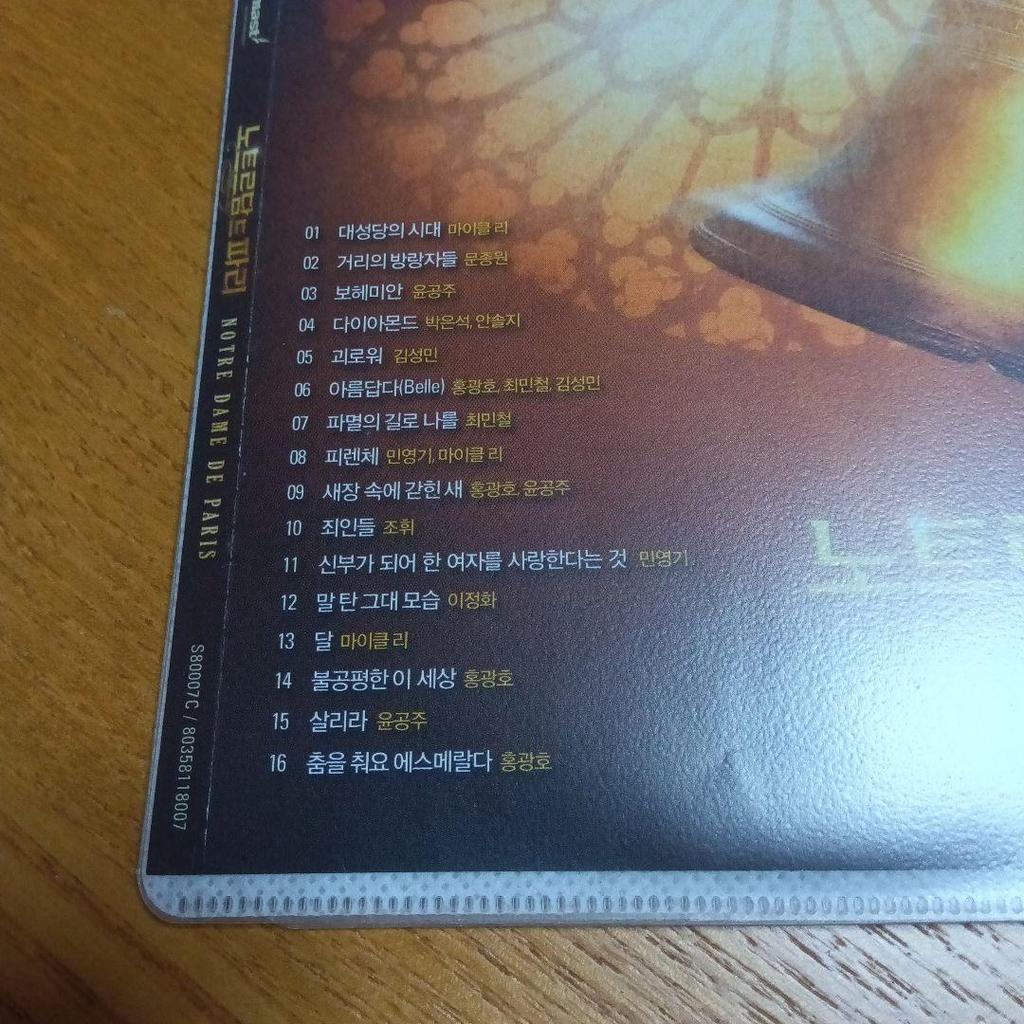 노트르담드파리 NOTRE DAME DE PARIS
S80007C / 80358118007
01 대성당의 시대 마이클 리
02 거리의 방랑자들 문종원
03 보헤미안 윤공주
04 다이아몬드 박은석, 안솔지
05 괴로워 김성민
06 아름답다(Belle) 홍광호, 최민철, 김성민
07 파멸의 길로 나를 최민철
08 피렌체 민영기, 마이클 리
09 새장 속에 갇힌 새 홍광호, 윤공주
10 죄인들 조휘
11 신부가 되어 한 여자를 사랑한다는 것 민영기
12 말 탄 그대 모습 이정화
13 달 마이클 리
14 불공평한 이 세상 홍광호
15 살리라 윤공주
16 춤을 춰요 에스메랄다 홍광호